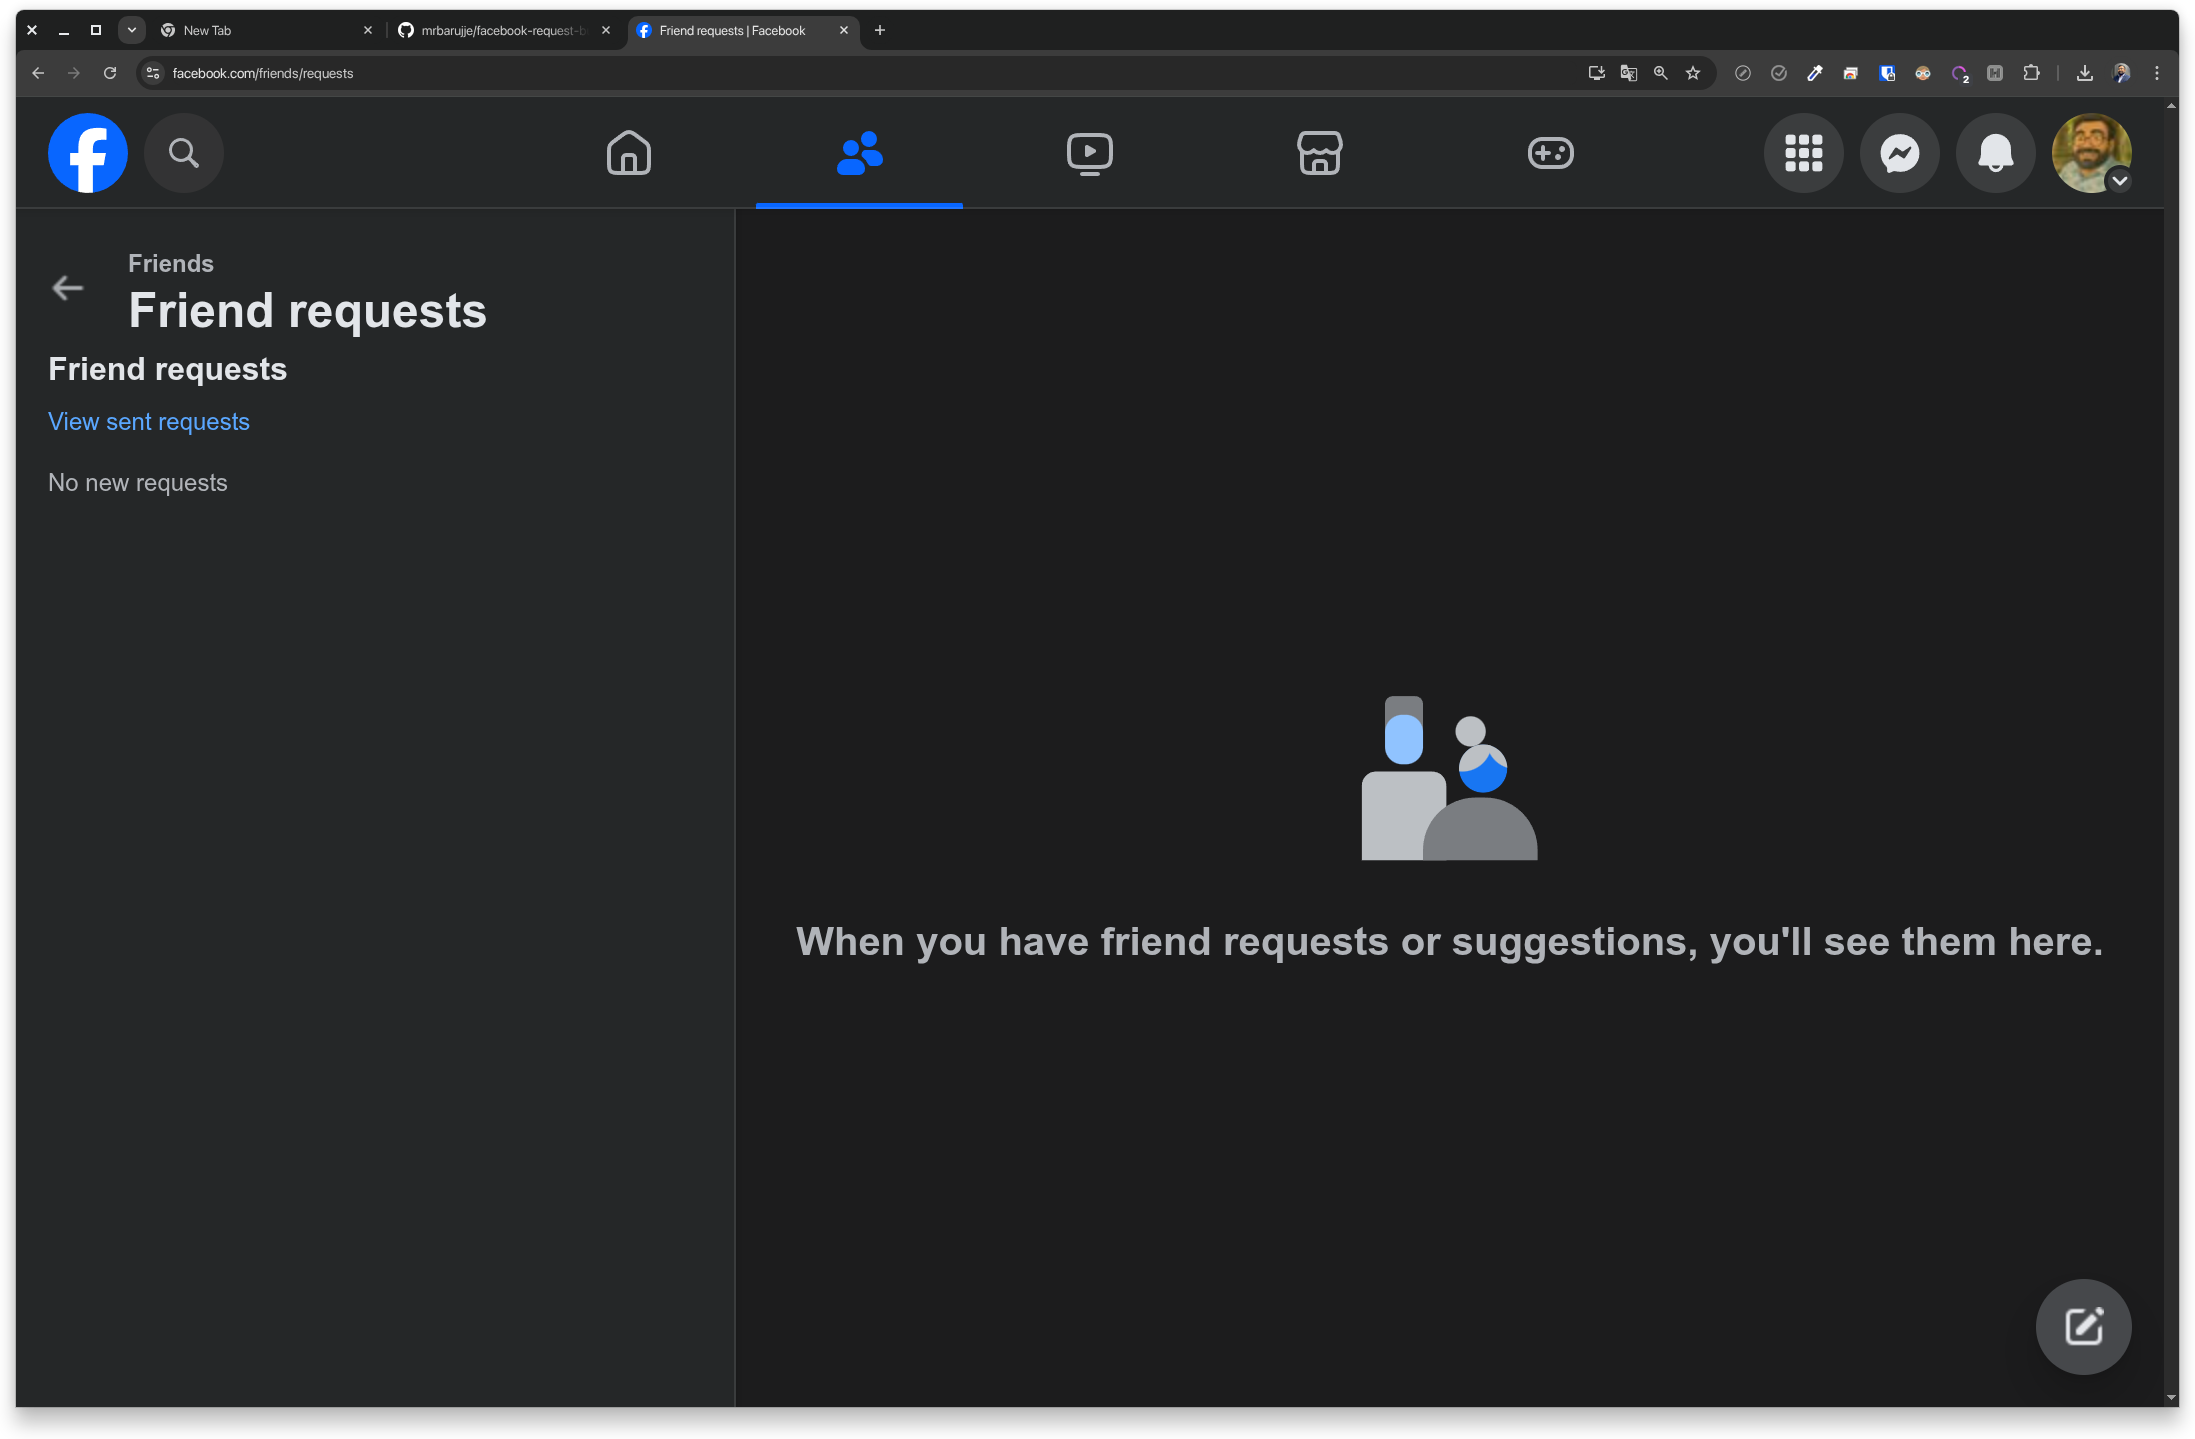 New Tab
mrbarujje/facebook-request-b
Friend requests | Facebook
facebook.com/friends/requests
2
Friends
Friend requests
Friend requests
View sent requests
No new requests
When you have friend requests or suggestions, you'll see them here.